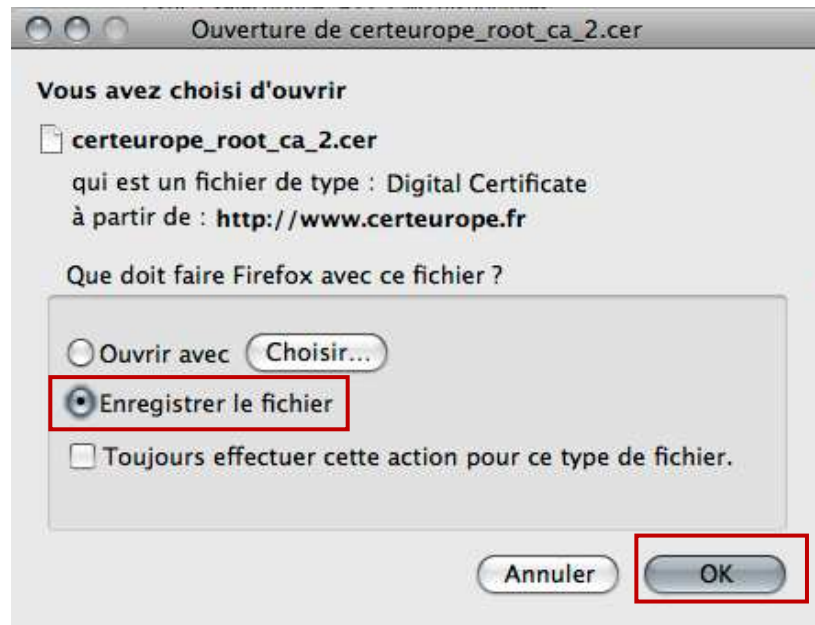 Ouverture de certeurope_root_ca_2.cer
Vous avez choisi d'ouvrir
certeurope_root_ca_2.cer
qui est un fichier de type : Digital Certificate
à partir de : http://www.certeurope.fr
Que doit faire Firefox avec ce fichier ?
Ouvrir avec Choisir...
Enregistrer le fichier
Toujours effectuer cette action pour ce type de fichier.
Annuler OK